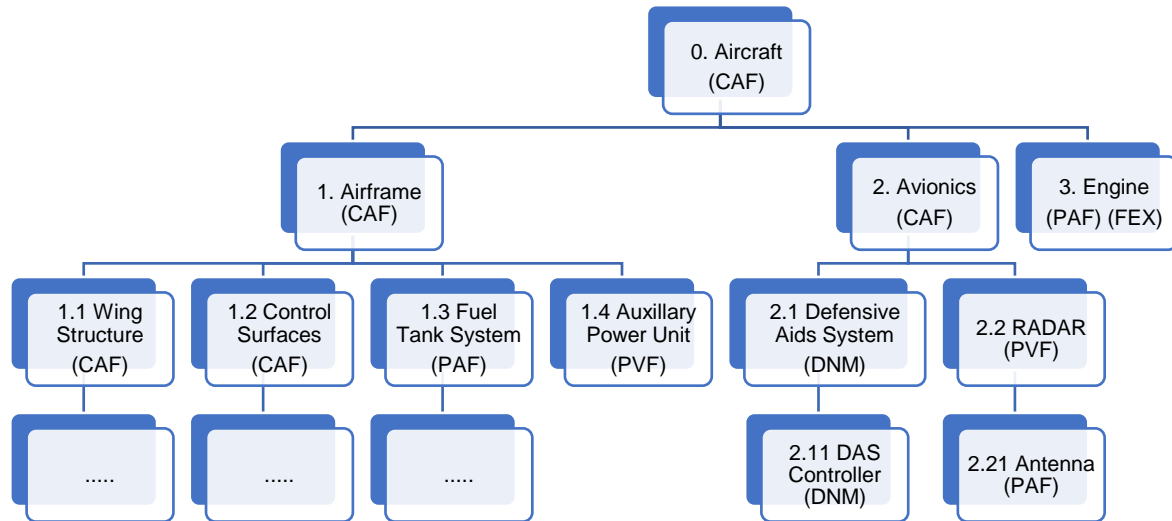 0. Aircraft
(CAF)
1. Airframe
(CAF)
2. Avionics
(CAF)
3. Engine
(PAF) (FEX)
1.1 Wing
Structure
(CAF)
1.2 Control
Surfaces
(CAF)
1.3 Fuel
Tank System
(PAF)
1.4 Auxillary
Power Unit
(PVF)
2.1 Defensive
Aids System
(DNM)
2.2 RADAR
(PVF)
.....
.....
.....
2.11 DAS
Controller
(DNM)
2.21 Antenna
(PAF)